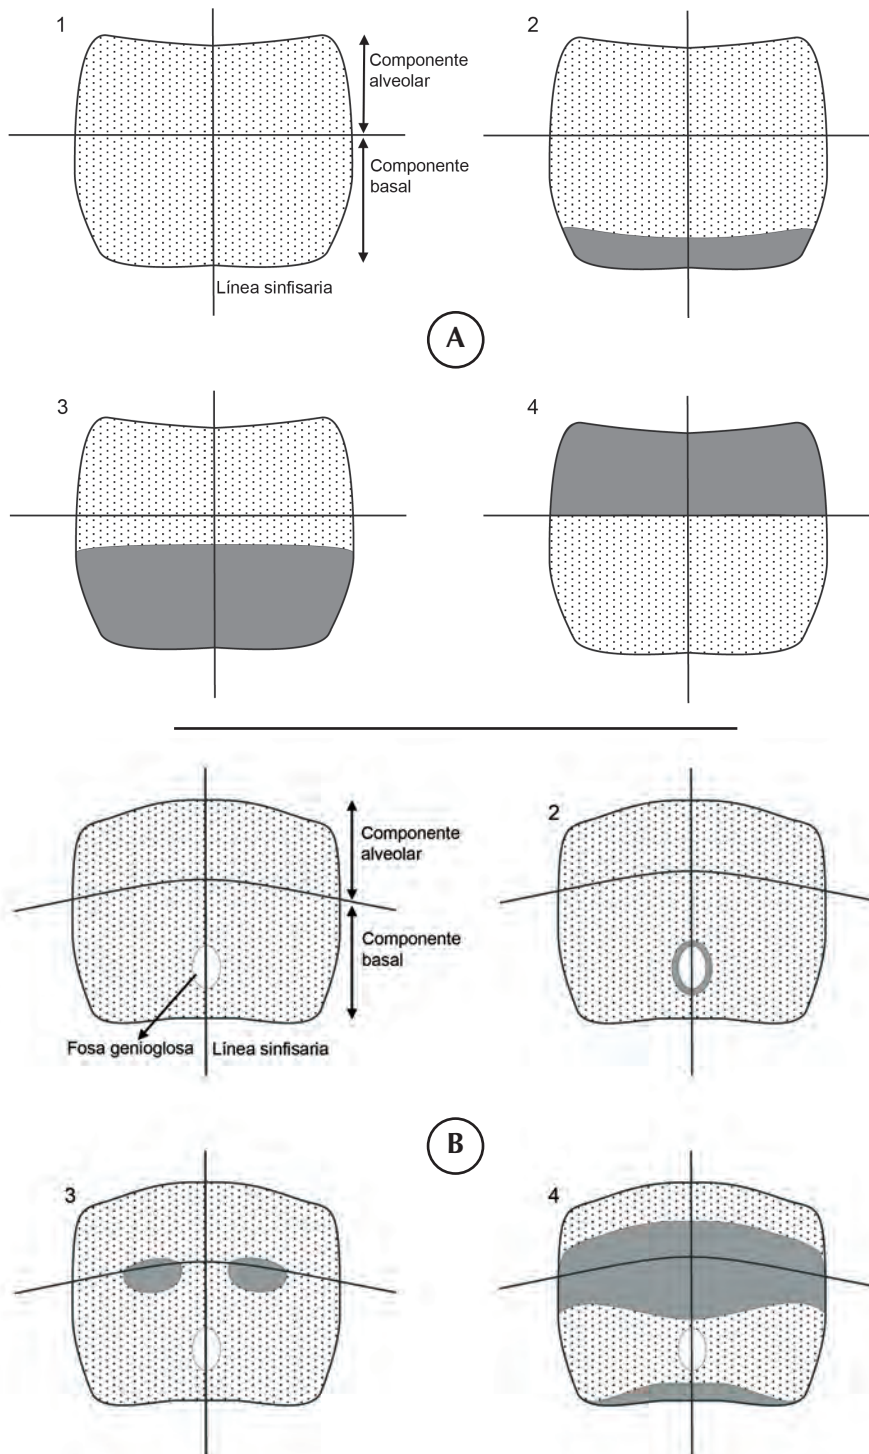 1
Componente
alveolar
Componente
basal
Línea sinfisaria
2
A
3
4
Componente
alveolar
Componente
basal
Fosa genioglosa
Línea sinfisaria
2
B
3
4